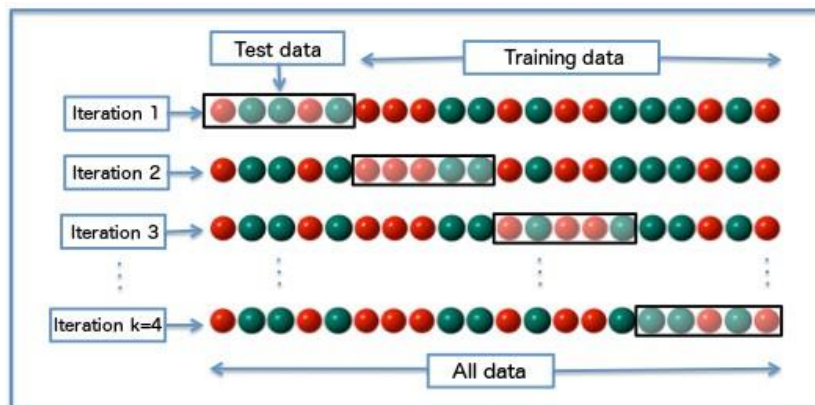 Test data
Training data
Iteration 1
Iteration 2
Iteration 3
Iteration k=4
All data